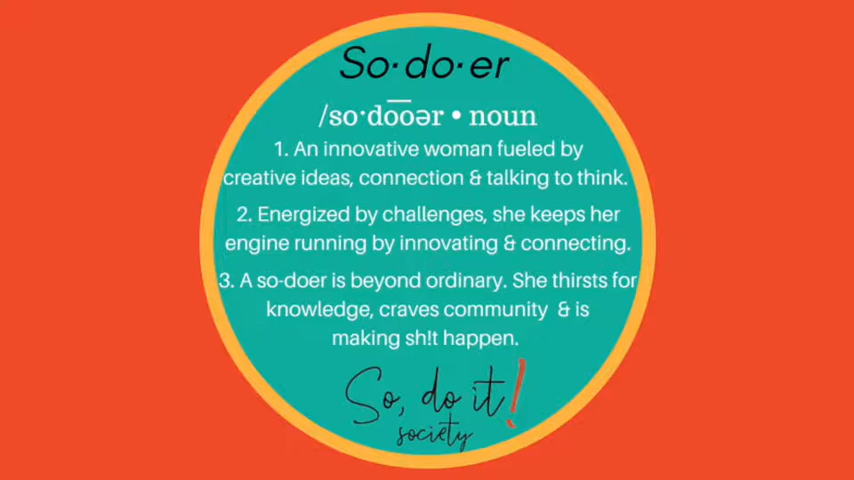 So·do·er
/so·do͞oər • noun
1. An innovative woman fueled by
creative ideas, connection & talking to think.
2. Energized by challenges, she keeps her
engine running by innovating & connecting.
3. A so-doer is beyond ordinary. She thirsts for
knowledge, craves community & is
making sh!t happen.
So, do it!
society